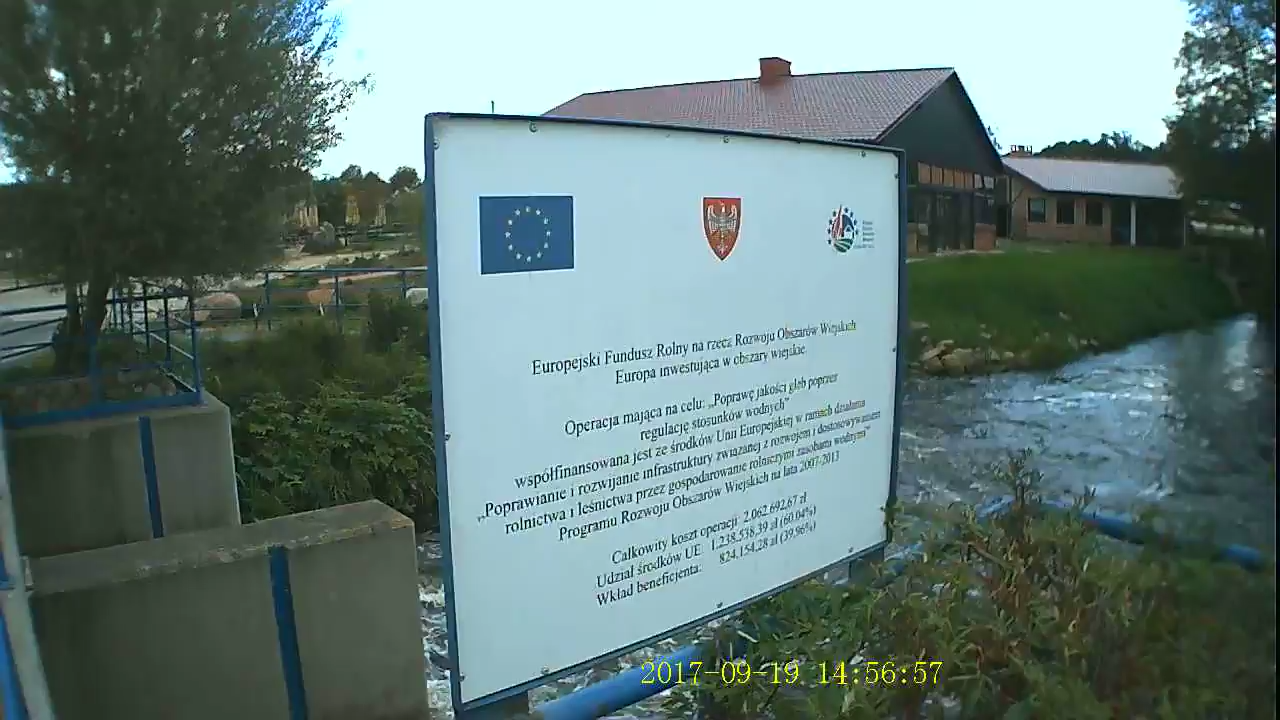 Europejski Fundusz Rolny na rzecz Rozwoju Obszarów Wiejskich
Europa inwestująca w obszary wiejskie.
Operacja mająca na celu: „Poprawę jakości gleb poprzez
regulację stosunków wodnych”
współfinansowana jest ze środków Unii Europejskiej w ramach działania
„Poprawianie i rozwijanie infrastruktury związanej z rozwojem i dostosowywaniem
rolnictwa i leśnictwa przez gospodarowanie rolniczymi zasobami wodnymi”
Programu Rozwoju Obszarów Wiejskich na lata 2007-2013
Całkowity koszt operacji: 2.062.692,67 zł
Udział środków UE: 1.238.538,39 zł (60.04%)
Wkład beneficjenta: 824.154,28 zł (39,96%)
2017-09-19 14:56:57